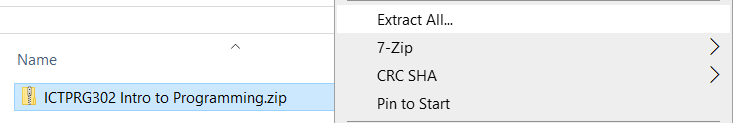 Name
ICTPRG302 Intro to Programming.zip
Extract All...
7-Zip
CRC SHA
Pin to Start